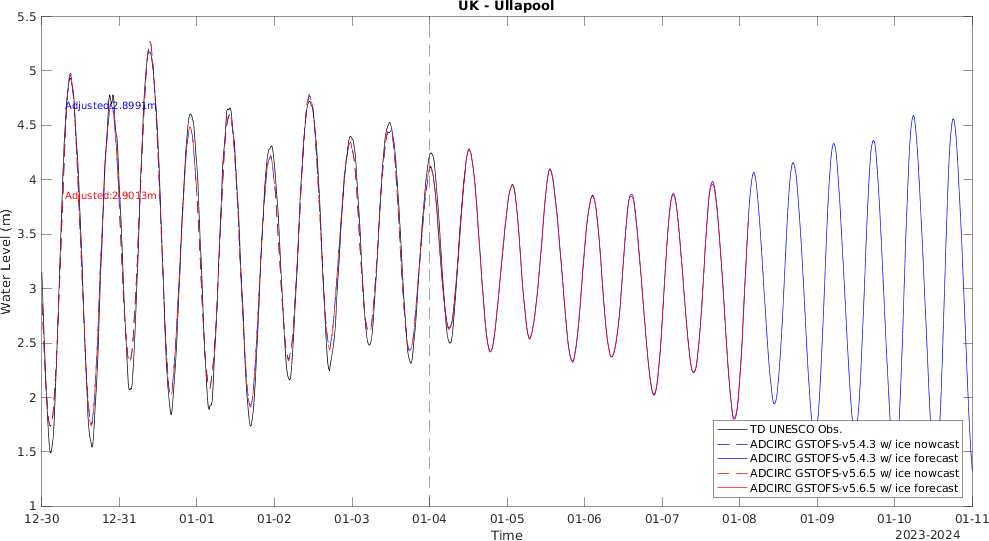 UK - Ullapool
5.5
5
4.5
4
3.5
3
2.5
2
1.5
1
Water Level (m)
Adjusted:2.8991m
Adjusted:2.9013m
TD UNESCO Obs.
ADCIRC GSTOFS-v5.4.3 w/ ice nowcast
ADCIRC GSTOFS-v5.4.3 w/ ice forecast
ADCIRC GSTOFS-v5.6.5 w/ ice nowcast
ADCIRC GSTOFS-v5.6.5 w/ ice forecast
12-30 12-31 01-01 01-02 01-03 01-04 01-05 01-06 01-07 01-08 01-09 01-10 01-11
Time
2023-2024